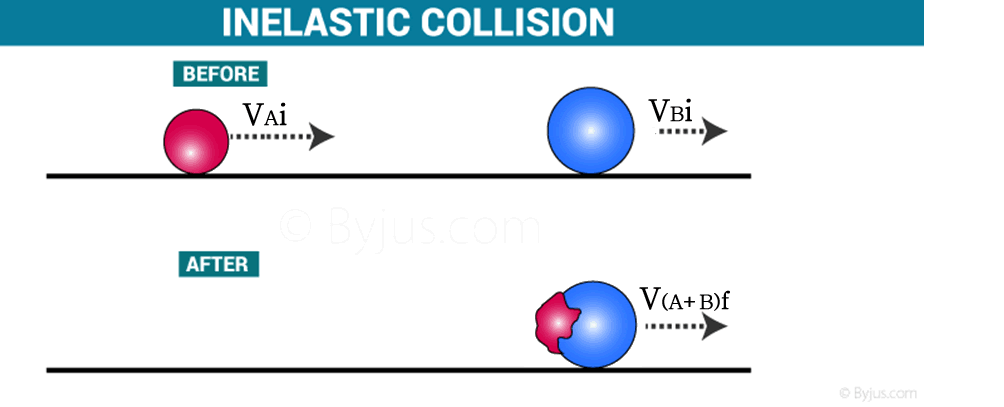 INELASTIC COLLISION
BEFORE
VAi
VBi
© Byjus.com
AFTER
V(A+B)f
© Byjus.com